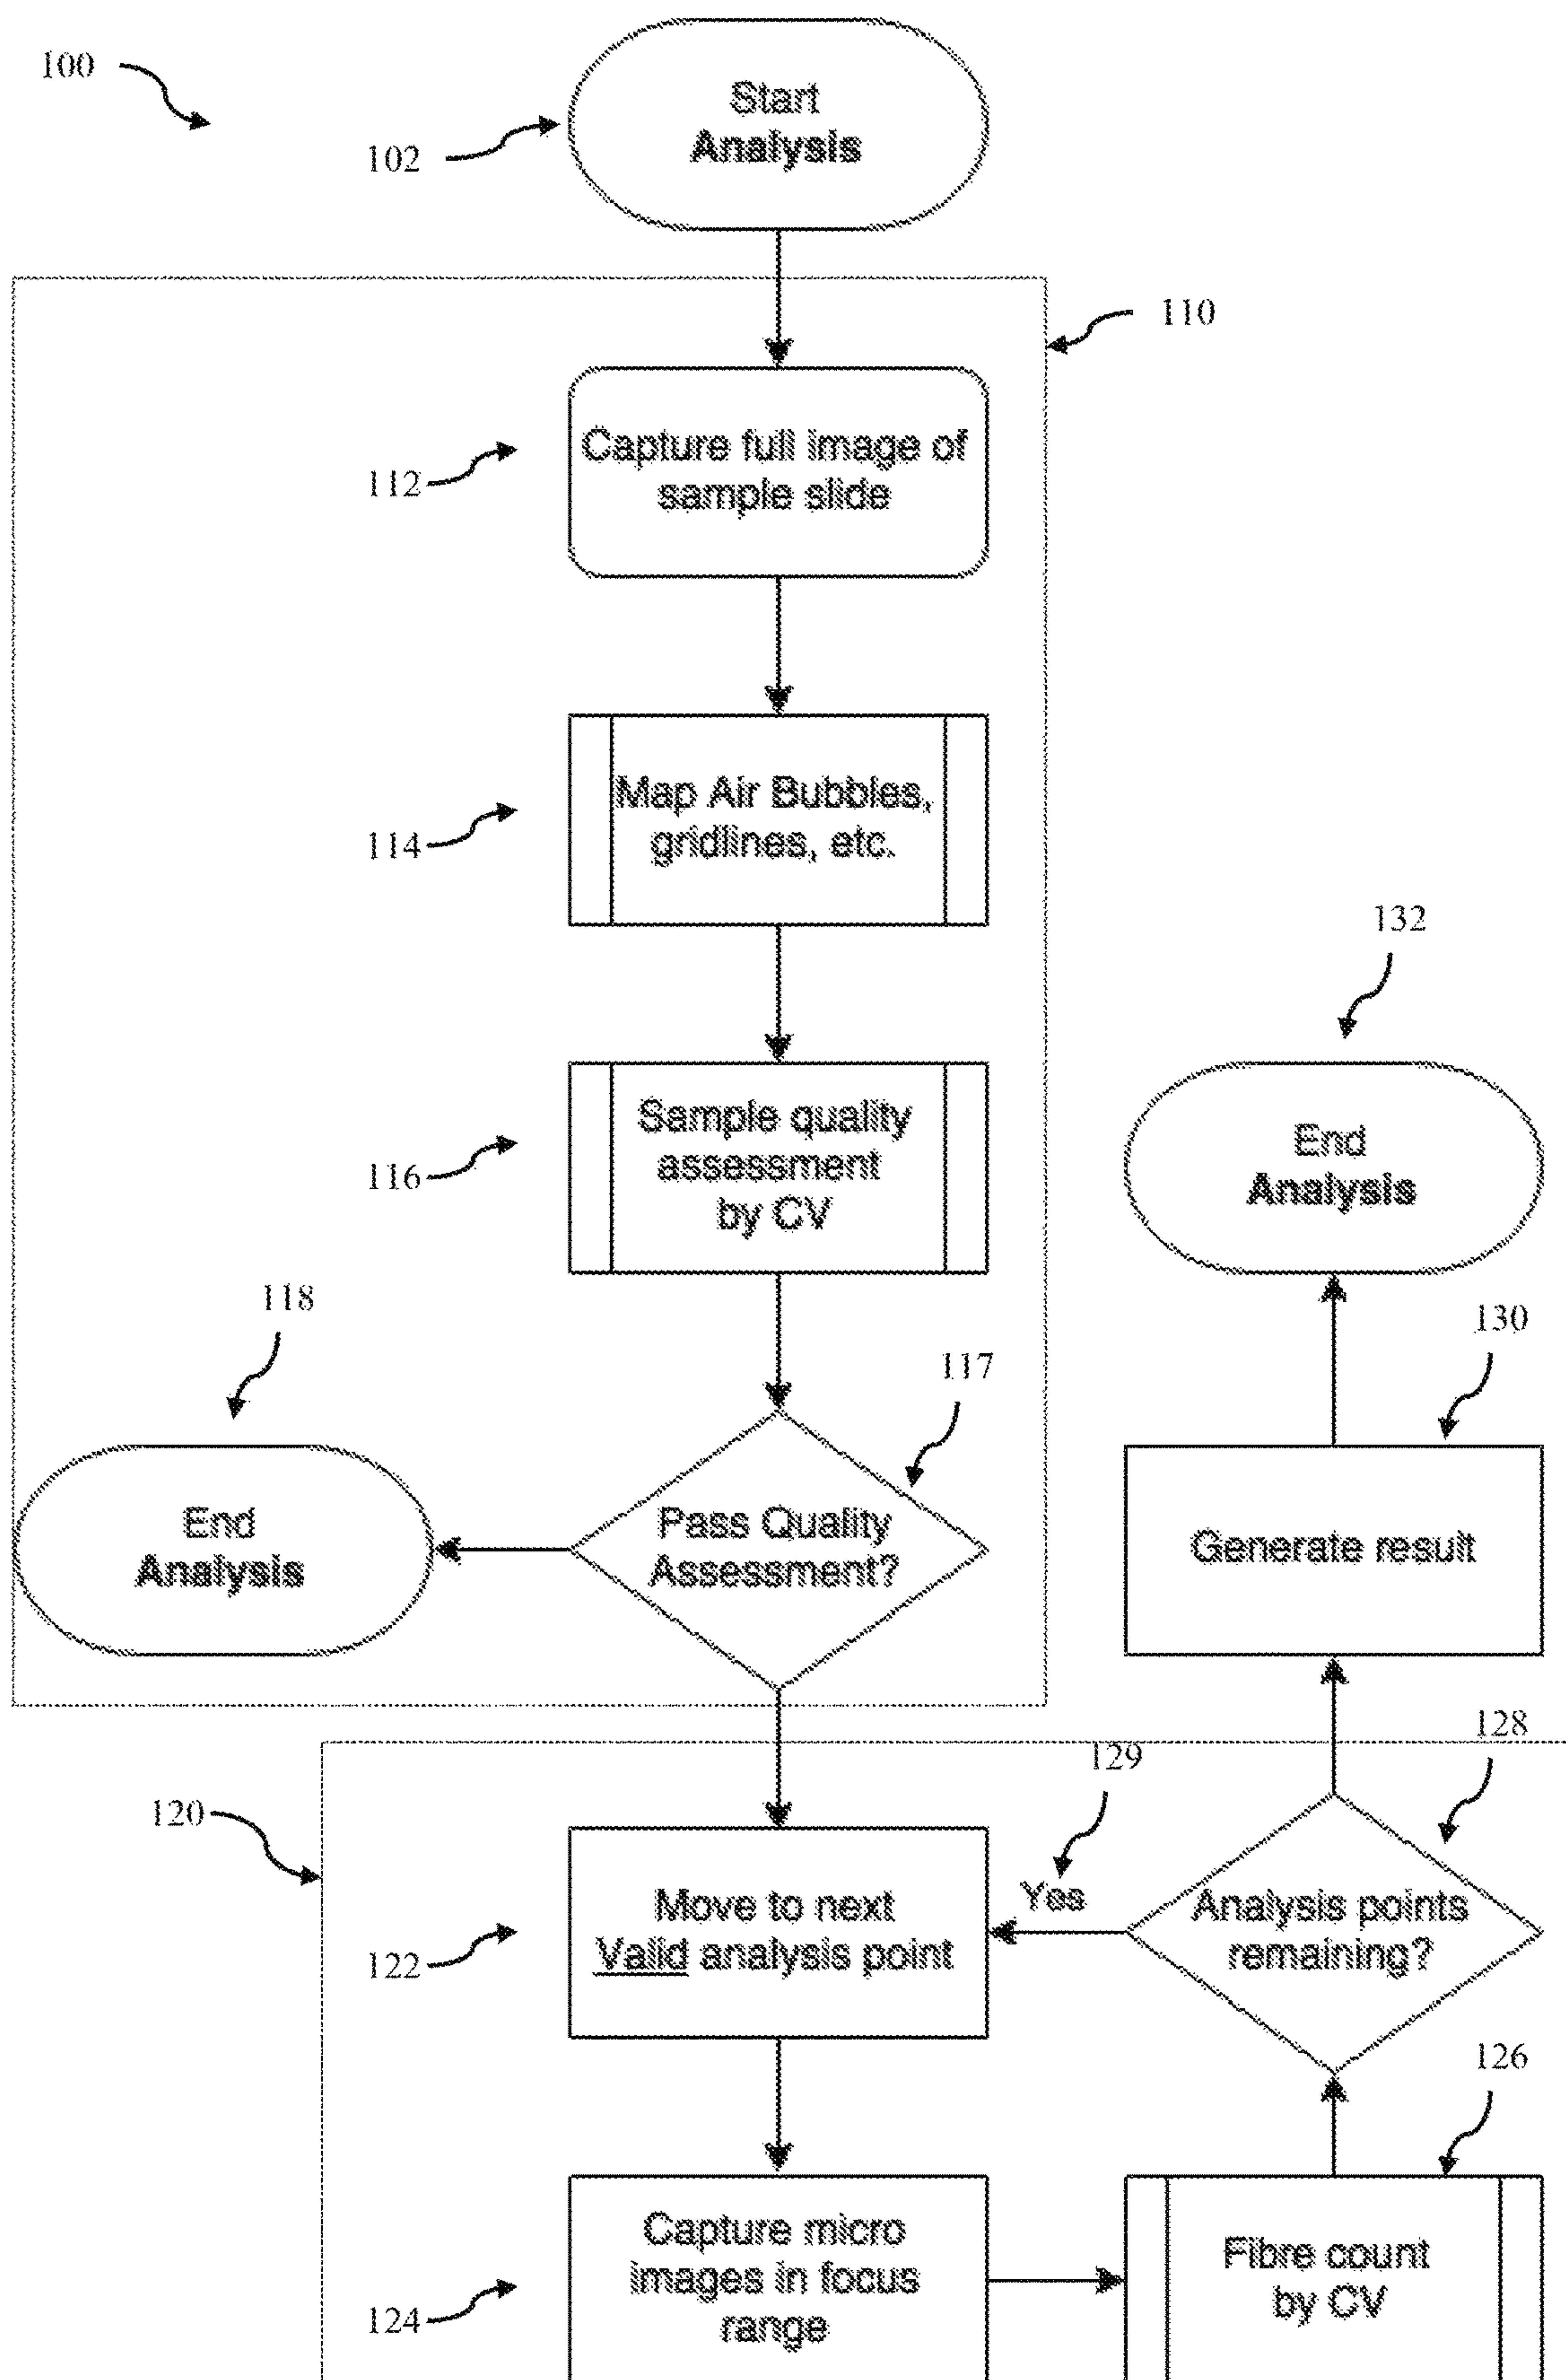 100
102
Start
Analysis
110
112
Capture full image of
sample slide
114
Map Air Bubbles,
gridlines, etc.
116
Sample quality
assessment
by CV
117
Pass Quality
Assessment?
118
End
Analysis
120
122
Move to next
Valid analysis point
124
Capture micro
images in focus
range
126
Fibre count
by CV
128
Analysis points
remaining?
129
Yes
130
Generate result
132
End
Analysis